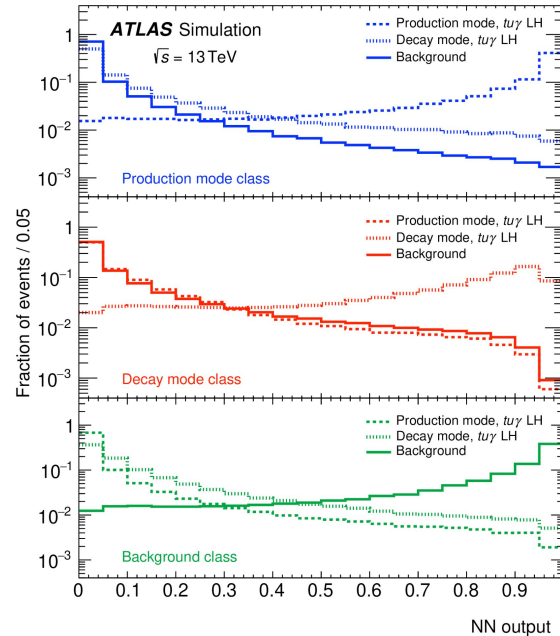 ATLAS Simulation
√s = 13 TeV
Production mode, tuγ LH
Decay mode, tuγ LH
Background
1
10⁻¹
10⁻²
10⁻³
Production mode class
Production mode, tuγ LH
Decay mode, tuγ LH
Background
1
10⁻¹
10⁻²
10⁻³
Decay mode class
Fraction of events / 0.05
Production mode, tuγ LH
Decay mode, tuγ LH
Background
1
10⁻¹
10⁻²
10⁻³
Background class
0 0.1 0.2 0.3 0.4 0.5 0.6 0.7 0.8 0.9 1
NN output